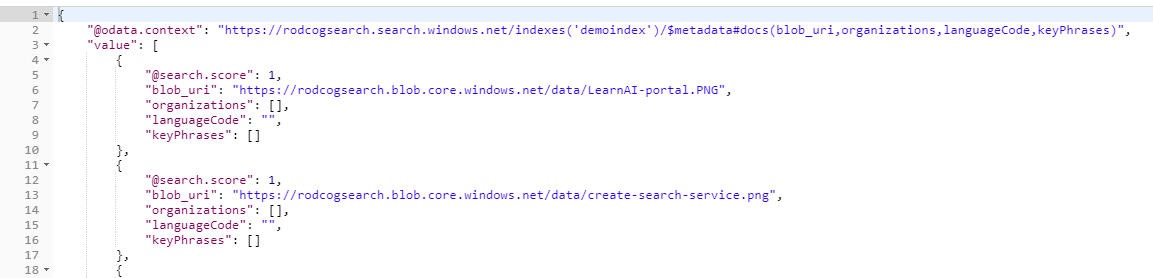 1 {
2 "@odata.context": "https://rodcogsearch.search.windows.net/indexes('demoindex')/$metadata#docs(blob_uri,organizations,languageCode,keyPhrases)",
3 "value": [
4 {
5 "@search.score": 1,
6 "blob_uri": "https://rodcogsearch.blob.core.windows.net/data/LearnAI-portal.PNG",
7 "organizations": [],
8 "languageCode": "",
9 "keyPhrases": []
10 },
11 {
12 "@search.score": 1,
13 "blob_uri": "https://rodcogsearch.blob.core.windows.net/data/create-search-service.png",
14 "organizations": [],
15 "languageCode": "",
16 "keyPhrases": []
17 },
18 {